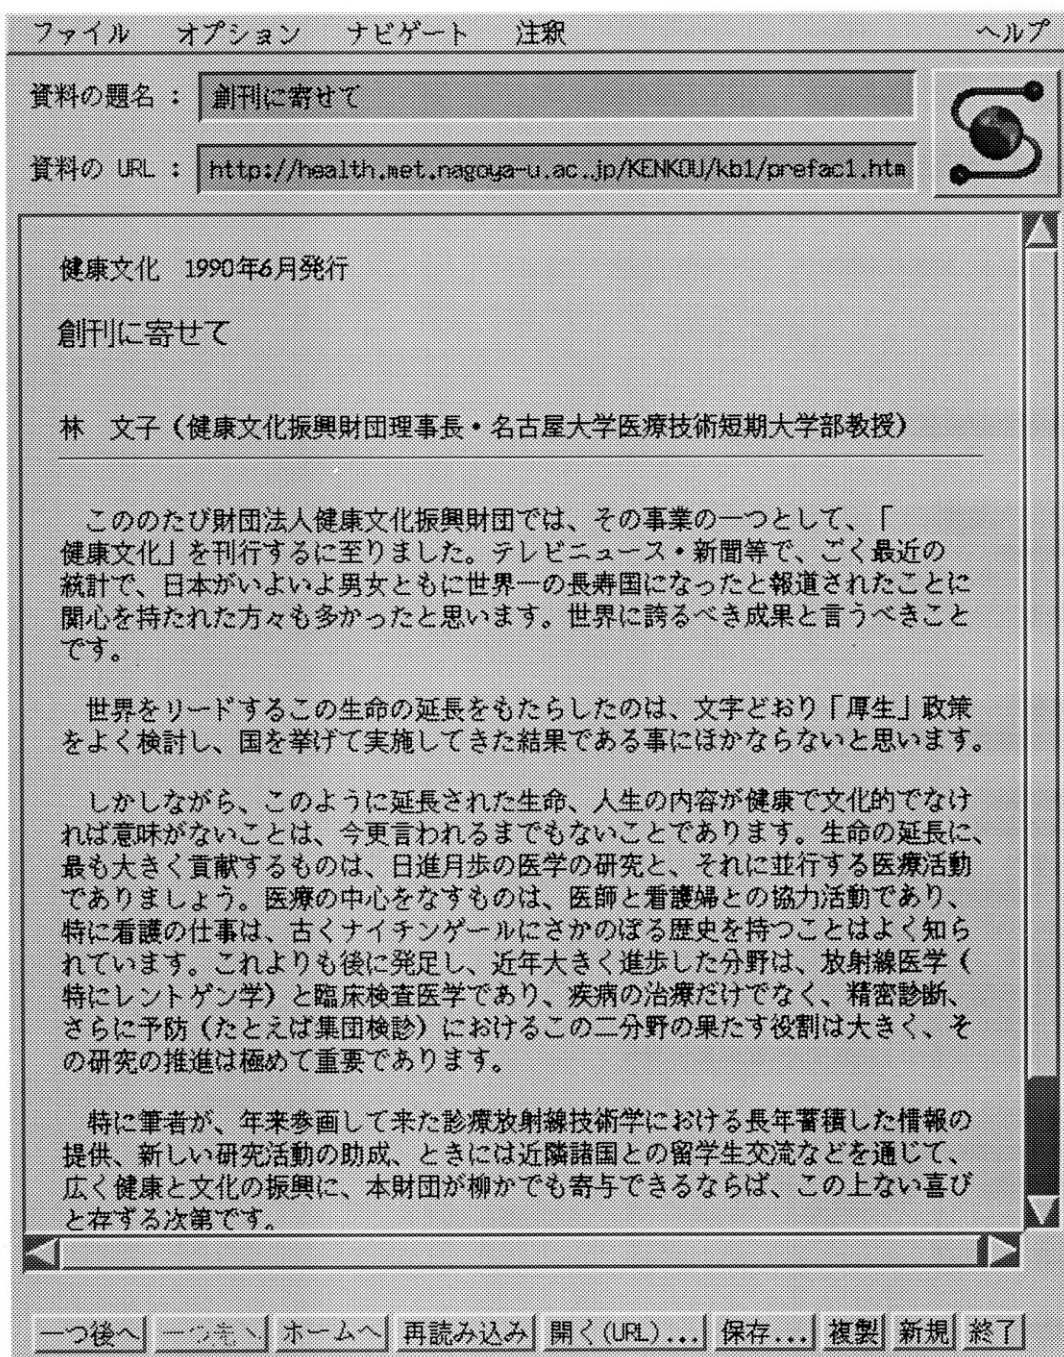 ファイル オプション ナビゲート 注釈 ヘルプ
資料の題名 : 創刊に寄せて
資料の URL : http://health.met.nagoya-u.ac.jp/KENKOU/kb1/prefac1.htm
健康文化 1990年6月発行
創刊に寄せて
林 文子(健康文化振興財団理事長・名古屋大学医療技術短期大学部教授)
こののたび財団法人健康文化振興財団では、その事業の一つとして、「
健康文化」を刊行するに至りました。テレビニュース・新聞等で、ごく最近の
統計で、日本がいよいよ男女ともに世界一の長寿国になったと報道されたことに
関心を持たれた方々も多かったと思います。世界に誇るべき成果と言うべきこと
です。
世界をリードするこの生命の延長をもたらしたのは、文字どおり「厚生」政策
をよく検討し、国を挙げて実施してきた結果である事にほかならないと思います。
しかしながら、このように延長された生命、人生の内容が健康で文化的でなけ
れば意味がないことは、今更言われるまでもないことであります。生命の延長に、
最も大きく貢献するものは、日進月歩の医学の研究と、それに並行する医療活動
でありましょう。医療の中心をなすものは、医師と看護婦との協力活動であり、
特に看護の仕事は、古くナイチンゲールにさかのぼる歴史を持つことはよく知ら
れています。これよりも後に発足し、近年大きく進歩した分野は、放射線医学(
特にレントゲン学)と臨床検査医学であり、疾病の治療だけでなく、精密診断、
さらに予防(たとえば集団検診)におけるこの二分野の果たす役割は大きく、そ
の研究の推進は極めて重要であります。
特に筆者が、年来参画して来た診療放射線技術学における長年蓄積した情報の
提供、新しい研究活動の助成、ときには近隣諸国との留学生交流などを通じて、
広く健康と文化の振興に、本財団が柳かでも寄与できるならば、この上ない喜び
と存ずる次第です。
一つ後へ 一つ先へ ホームへ 再読み込み 開く(URL)... 保存... 複製 新規 終了